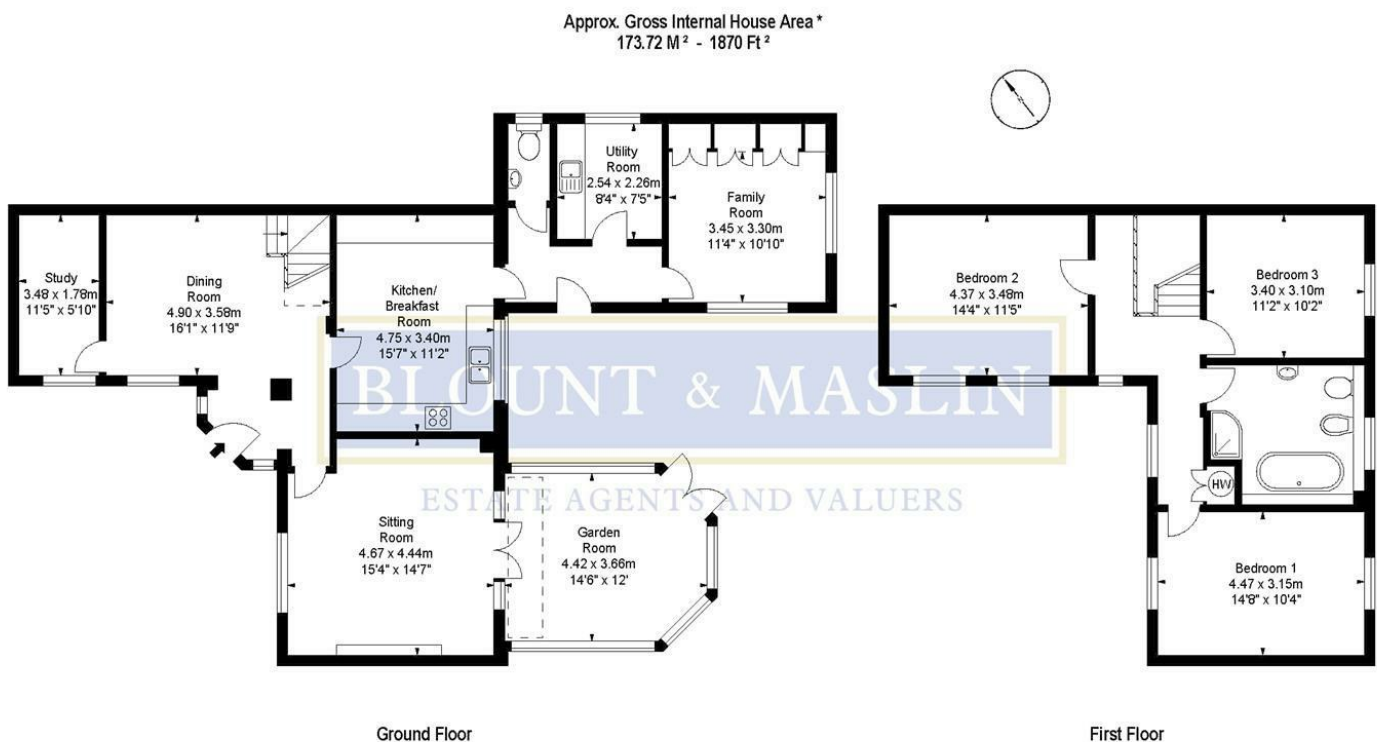 Approx. Gross Internal House Area *
173.72 M² - 1870 Ft²
Utility
Room
2.54 x 2.26m
8'4" x 7'5"
Family
Room
3.45 x 3.30m
11'4" x 10'10"
Study
3.48 x 1.78m
11'5" x 5'10"
Dining
Room
4.90 x 3.58m
16'1" x 11'9"
Kitchen/
Breakfast
Room
4.75 x 3.40m
15'7" x 11'2"
Bedroom 2
4.37 x 3.48m
14'4" x 11'5"
Bedroom 3
3.40 x 3.10m
11'2" x 10'2"
BLOUNT & MASLIN
ESTATE AGENTS AND VALUERS
HW
Sitting
Room
4.67 x 4.44m
15'4" x 14'7"
Garden
Room
4.42 x 3.66m
14'6" x 12'
Bedroom 1
4.47 x 3.15m
14'8" x 10'4"
Ground Floor
First Floor